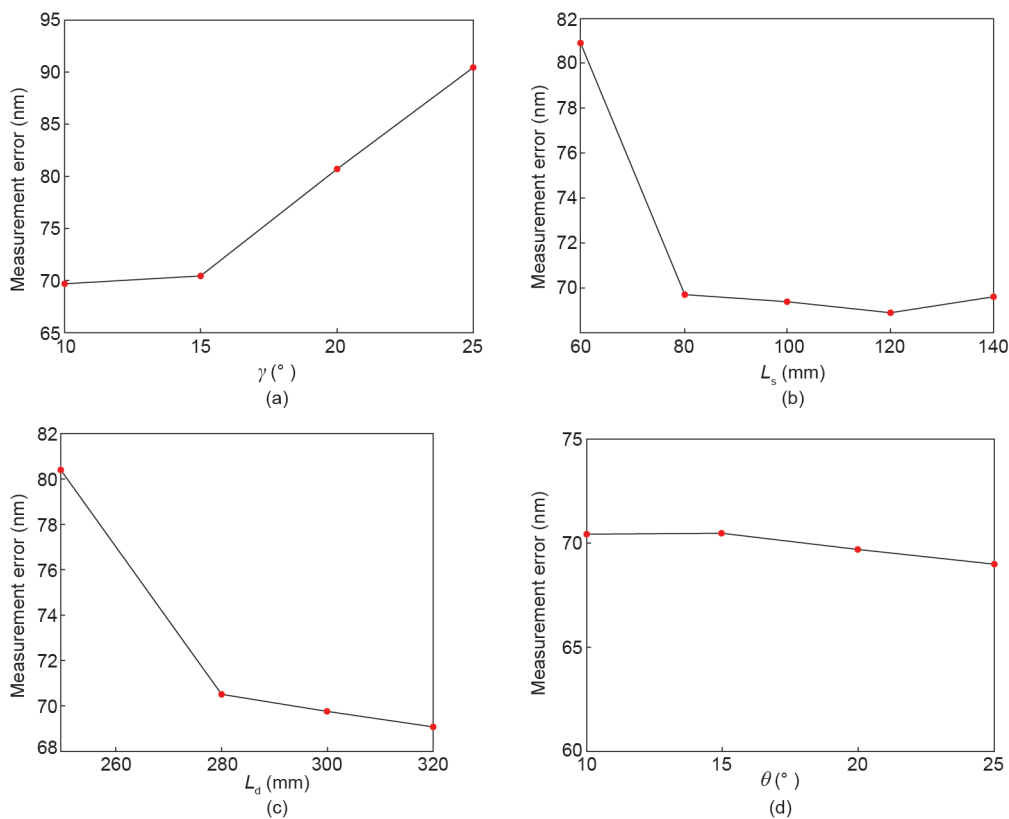 95
90
85
80
75
70
65
10 15 20 25
Measurement error (nm)
γ (° )
(a)
82
80
78
76
74
72
70
60 80 100 120 140
Measurement error (nm)
Ls (mm)
(b)
82
80
78
76
74
72
70
68
260 280 300 320
Measurement error (nm)
Ld (mm)
(c)
75
70
65
60
10 15 20 25
Measurement error (nm)
θ (° )
(d)